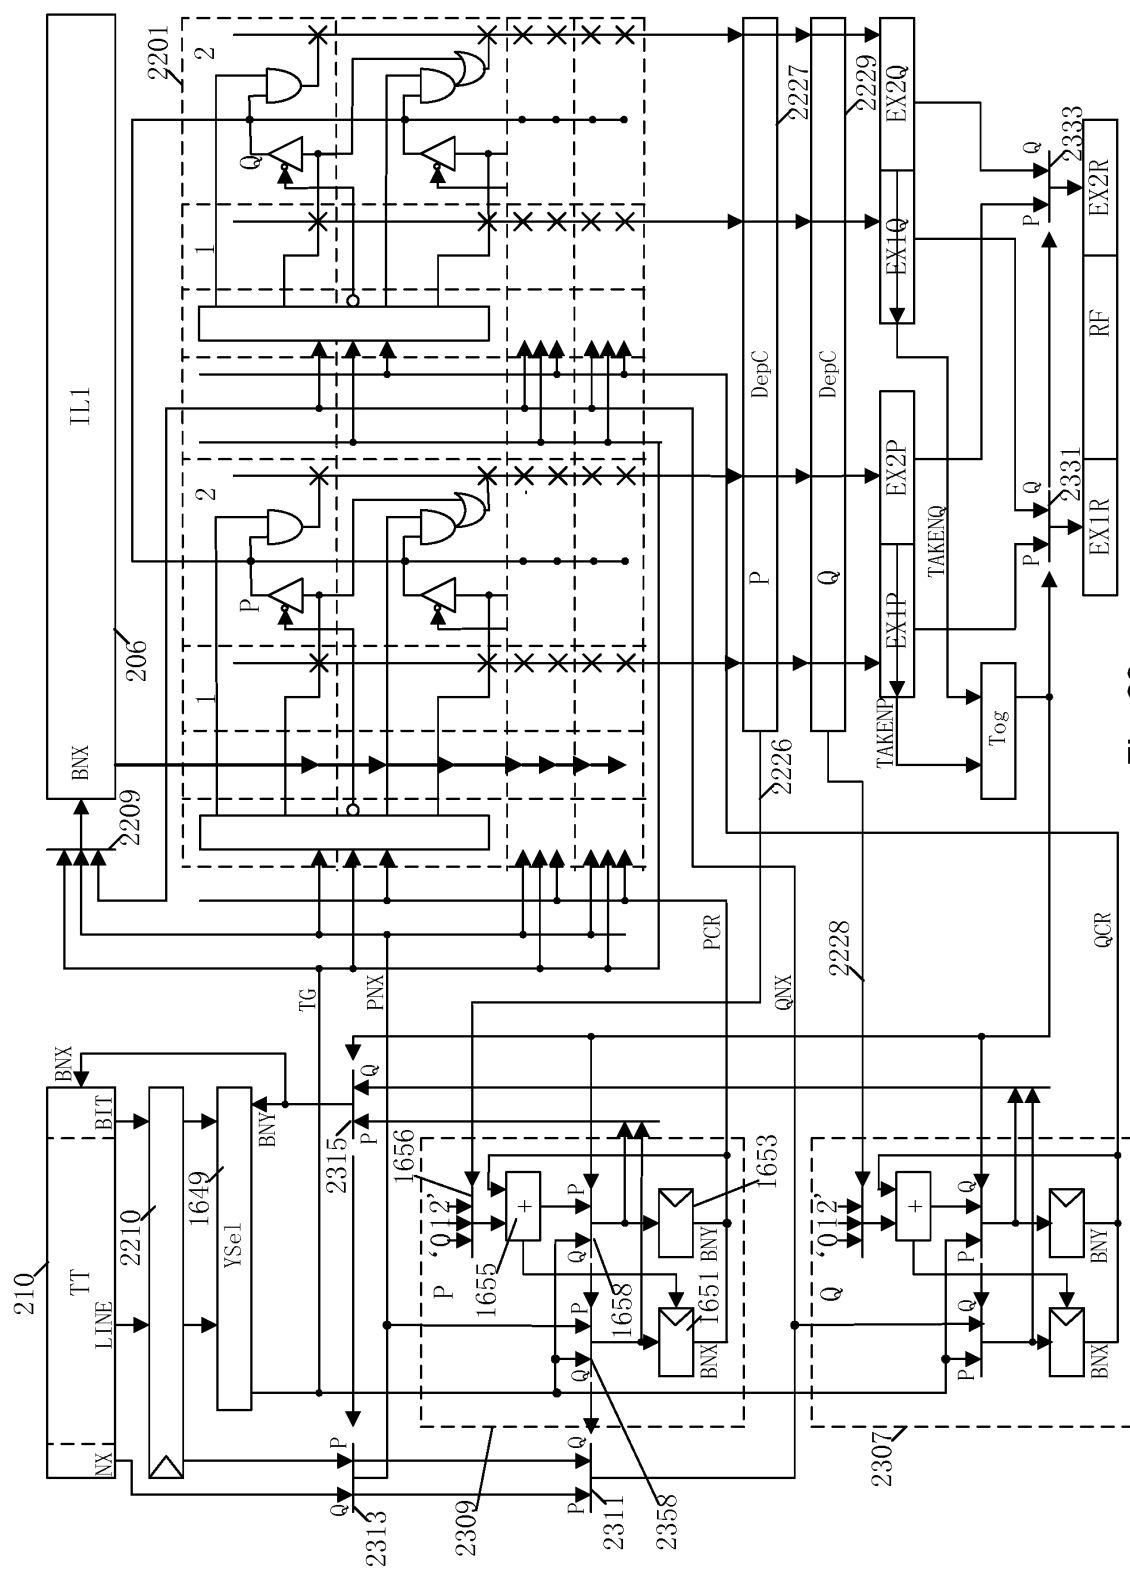 IL1
BNX
206
2209
2201
2
1
Q
2
1
P
DepC
P
2227
2226
DepC
Q
2229
2228
EX2Q
EX1Q
EX2P
EX1P
TAKENQ
TAKENP
Tog
Q
P
2333
Q
P
2331
EX2R
RF
EX1R
TG
PNX
PCR
QNX
QCR
210
TT
BNX
BIT
LINE
NX
2210
1649
YSel
BNY
2315
Q
P
1656
'012'
P
+
1655
P
Q
1658
1653
BNY
P
Q
1651
BNX
2309
P
Q
2313
Q
P
2311
2358
'012'
Q
+
Q
P
BNY
Q
P
BNX
2307